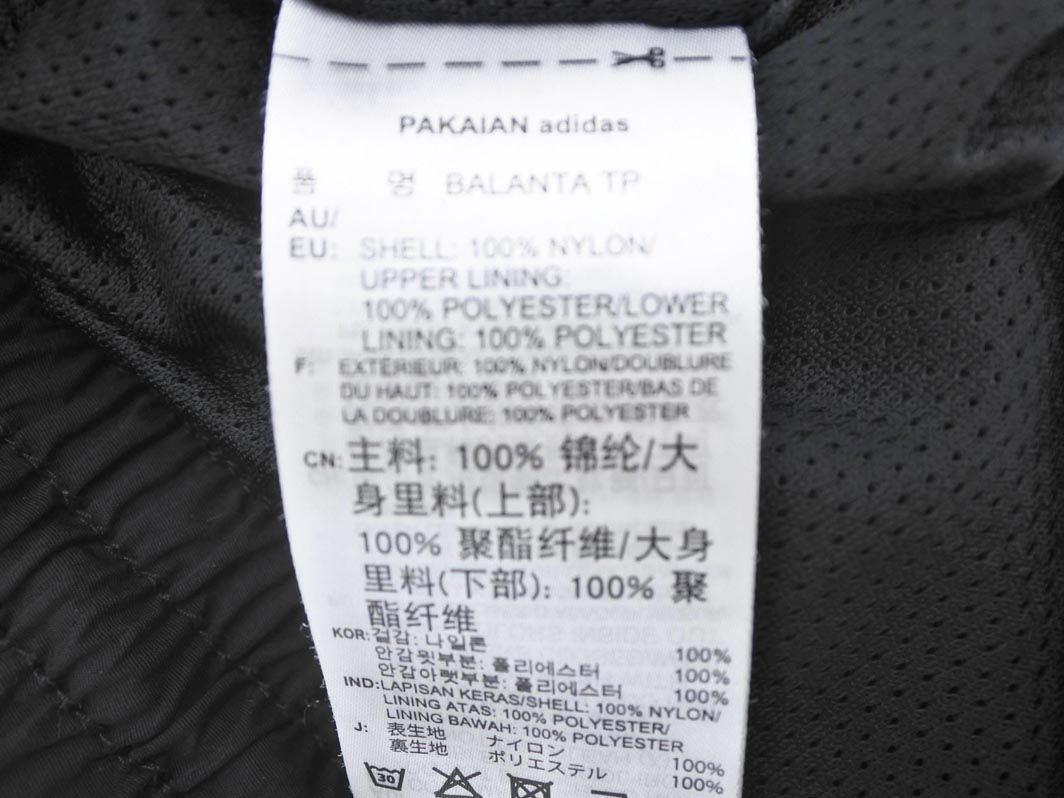 PAKAIAN adidas
품 명 BALANTA TP
AU/
EU: SHELL: 100% NYLON/
UPPER LINING:
100% POLYESTER/LOWER
LINING: 100% POLYESTER
F: EXTÉRIEUR: 100% NYLON/DOUBLURE
DU HAUT: 100% POLYESTER/BAS DE
LA DOUBLURE: 100% POLYESTER
CN: 主料: 100% 锦纶/大
身里料(上部):
100% 聚酯纤维/大身
里料(下部): 100% 聚
酯纤维
KOR: 겉감: 나일론 100%
안감윗부분: 폴리에스터 100%
안감아랫부분: 폴리에스터 100%
IND: LAPISAN KERAS/SHELL: 100% NYLON/
LINING ATAS: 100% POLYESTER/
LINING BAWAH: 100% POLYESTER
J: 表生地 ナイロン 100%
裏生地 ポリエステル 100%
30